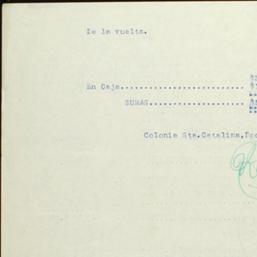 De la vuelta.
En Caja........................
SUMAS........................
Colonia Sta.Catalina,